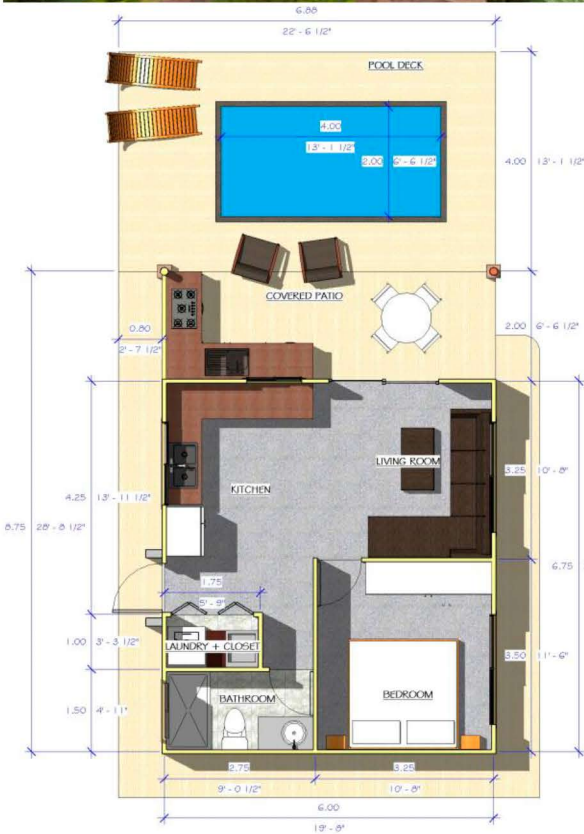 6.88
22' - 6 1/2"
POOL DECK
4.00
13' - 1 1/2"
2.00
6' - 6 1/2"
4.00
13' - 1 1/2"
COVERED PATIO
0.80
2' - 7 1/2"
2.00
6' - 6 1/2"
LIVING ROOM
3.25
10' - 8"
KITCHEN
4.25
13' - 11 1/2"
8.75
28' - 8 1/2"
6.75
1.75
5' - 9"
1.00
3' - 3 1/2"
LAUNDRY + CLOSET
3.50
11' - 6"
BATHROOM
BEDROOM
1.50
4' - 11"
2.75
3.25
9' - 0 1/2"
10' - 8"
6.00
19' - 8"